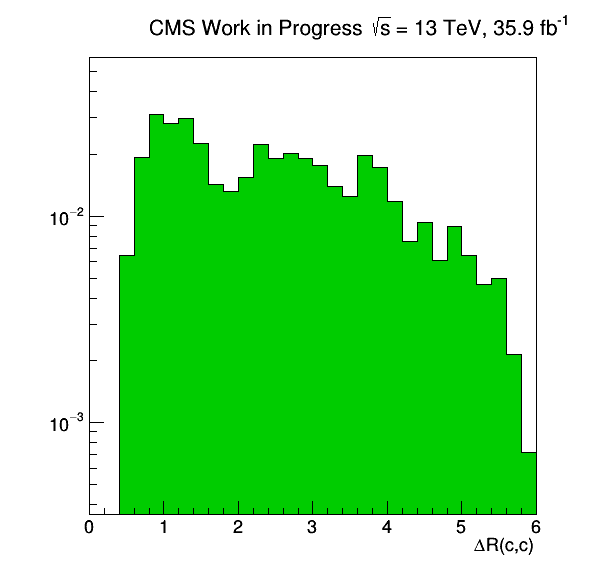 CMS Work in Progress √s = 13 TeV, 35.9 fb⁻¹
10⁻²
10⁻³
0 1 2 3 4 5 6
ΔR(c,c)